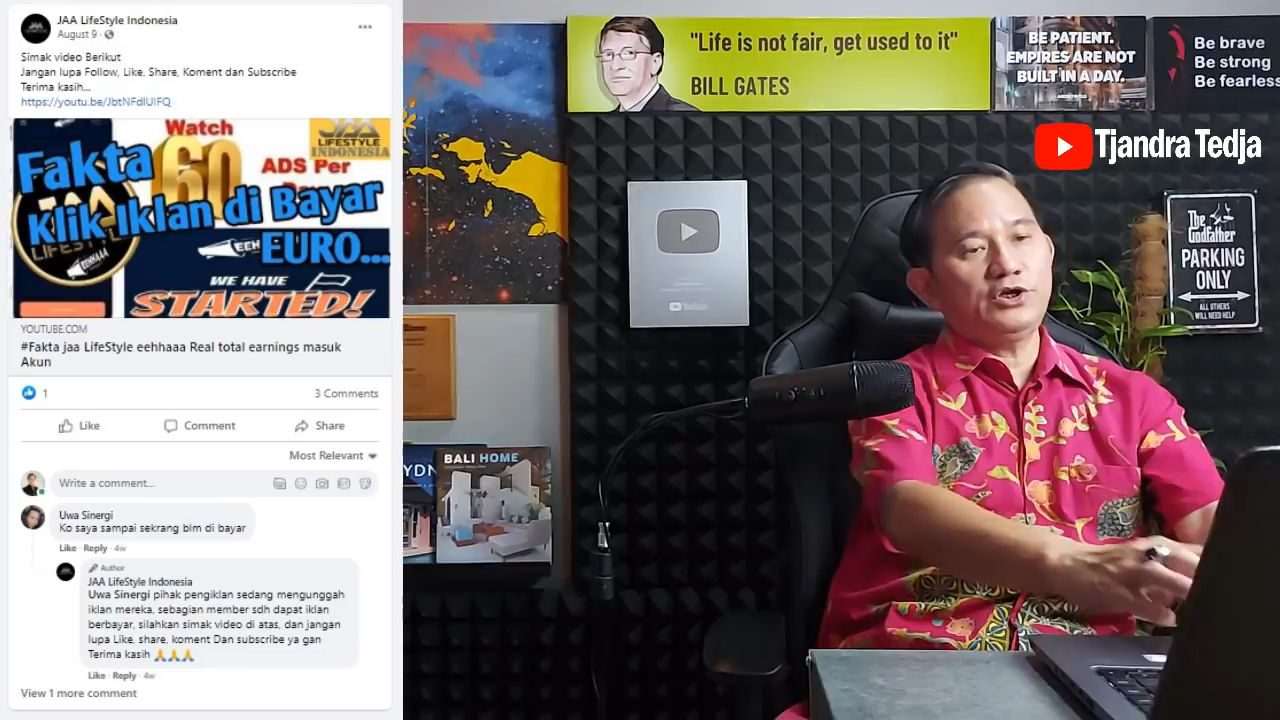 JAA LifeStyle Indonesia
August 9
Simak video Berikut
Jangan lupa Follow, Like, Share, Koment dan Subscribe
Terima kasih...
https://youtu.be/JbtNFdlUlFQ
Watch
60
ADS Per
JAA
LIFESTYLE
INDONESIA
Fakta
Klik Iklan di Bayar
EURO...
WE HAVE
STARTED!
YOUTUBE.COM
#Fakta jaa LifeStyle eehhaaa Real total earnings masuk
Akun
1
3 Comments
Like
Comment
Share
Most Relevant
Write a comment...
Uwa Sinergi
Ko saya sampai sekrang blm di bayar
Like · Reply · 4w
Author
JAA LifeStyle Indonesia
Uwa Sinergi pihak pengiklan sedang mengunggah
iklan mereka, sebagian member sdh dapat iklan
berbayar, silahkan simak video di atas, dan jangan
lupa Like, share, koment Dan subscribe ya gan
Terima kasih 🙏🙏🙏
Like · Reply · 4w
View 1 more comment
"Life is not fair, get used to it"
BILL GATES
BE PATIENT.
EMPIRES ARE NOT
BUILT IN A DAY.
Be brave
Be strong
Be fearless
Tjandra Tedja
The
Godfather
PARKING
ONLY
ALL OTHERS
WILL NEED HELP
YouTube
BALI HOME